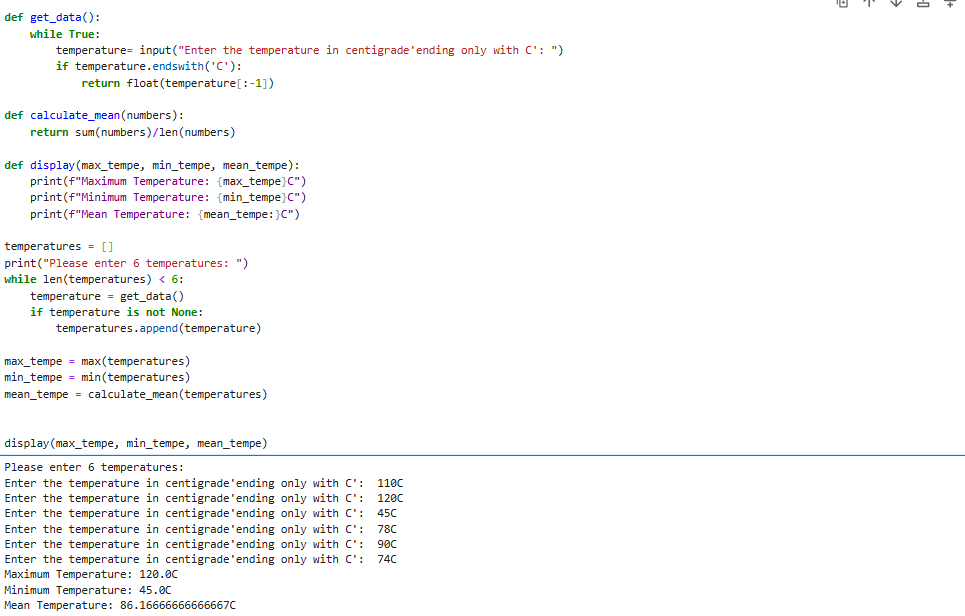 def get_data():
    while True:
        temperature= input("Enter the temperature in centigrade'ending only with C': ")
        if temperature.endswith('C'):
            return float(temperature[:-1])

def calculate_mean(numbers):
    return sum(numbers)/len(numbers)

def display(max_tempe, min_tempe, mean_tempe):
    print(f"Maximum Temperature: {max_tempe}C")
    print(f"Minimum Temperature: {min_tempe}C")
    print(f"Mean Temperature: {mean_tempe:}C")

temperatures = []
print("Please enter 6 temperatures: ")
while len(temperatures) < 6:
    temperature = get_data()
    if temperature is not None:
        temperatures.append(temperature)

max_tempe = max(temperatures)
min_tempe = min(temperatures)
mean_tempe = calculate_mean(temperatures)


display(max_tempe, min_tempe, mean_tempe)
Please enter 6 temperatures:
Enter the temperature in centigrade'ending only with C':  110C
Enter the temperature in centigrade'ending only with C':  120C
Enter the temperature in centigrade'ending only with C':  45C
Enter the temperature in centigrade'ending only with C':  78C
Enter the temperature in centigrade'ending only with C':  90C
Enter the temperature in centigrade'ending only with C':  74C
Maximum Temperature: 120.0C
Minimum Temperature: 45.0C
Mean Temperature: 86.16666666666667C